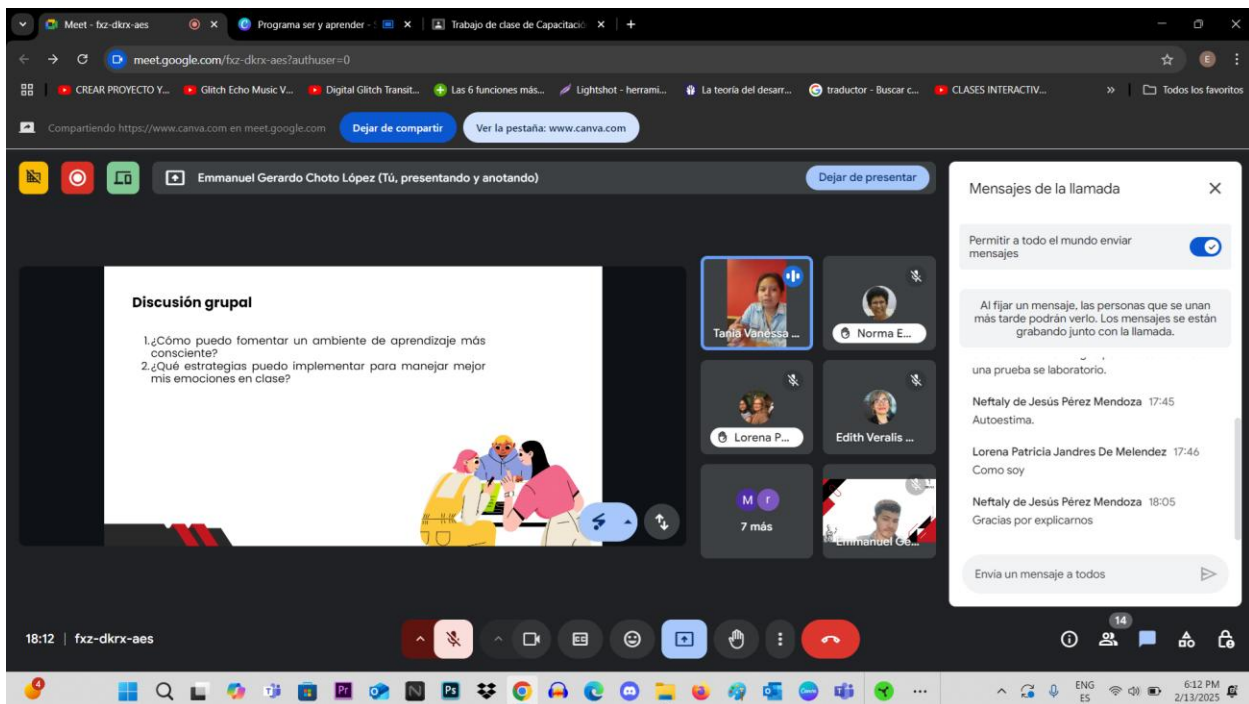 Meet - fxz-dkrx-aes
Programa ser y aprender - S
Trabajo de clase de Capacitació
meet.google.com/fxz-dkrx-aes?authuser=0
CREAR PROYECTO Y...
Glitch Echo Music V...
Digital Glitch Transit...
Las 6 funciones más...
Lightshot - herrami...
La teoría del desarr...
traductor - Buscar c...
CLASES INTERACTIV...
»
Todos los favoritos
Compartiendo https://www.canva.com en meet.google.com
Dejar de compartir
Ver la pestaña: www.canva.com
Emmanuel Gerardo Choto López (Tú, presentando y anotando)
Dejar de presentar
Discusión grupal
1.¿Cómo puedo fomentar un ambiente de aprendizaje más
consciente?
2.¿Qué estrategias puedo implementar para manejar mejor
mis emociones en clase?
Tania Vanessa ...
Norma E...
Lorena P...
Edith Veralis ...
M r
7 más
Emmanuel Ge...
Mensajes de la llamada
Permitir a todo el mundo enviar
mensajes
Al fijar un mensaje, las personas que se unan
más tarde podrán verlo. Los mensajes se están
grabando junto con la llamada.
una prueba se laboratorio.
Neftaly de Jesús Pérez Mendoza 17:45
Autoestima.
Lorena Patricia Jandres De Melendez 17:46
Como soy
Neftaly de Jesús Pérez Mendoza 18:05
Gracias por explicarnos
Envía un mensaje a todos
18:12 | fxz-dkrx-aes
14
4
Pr
Ps
ENG
ES
6:12 PM
2/13/2025